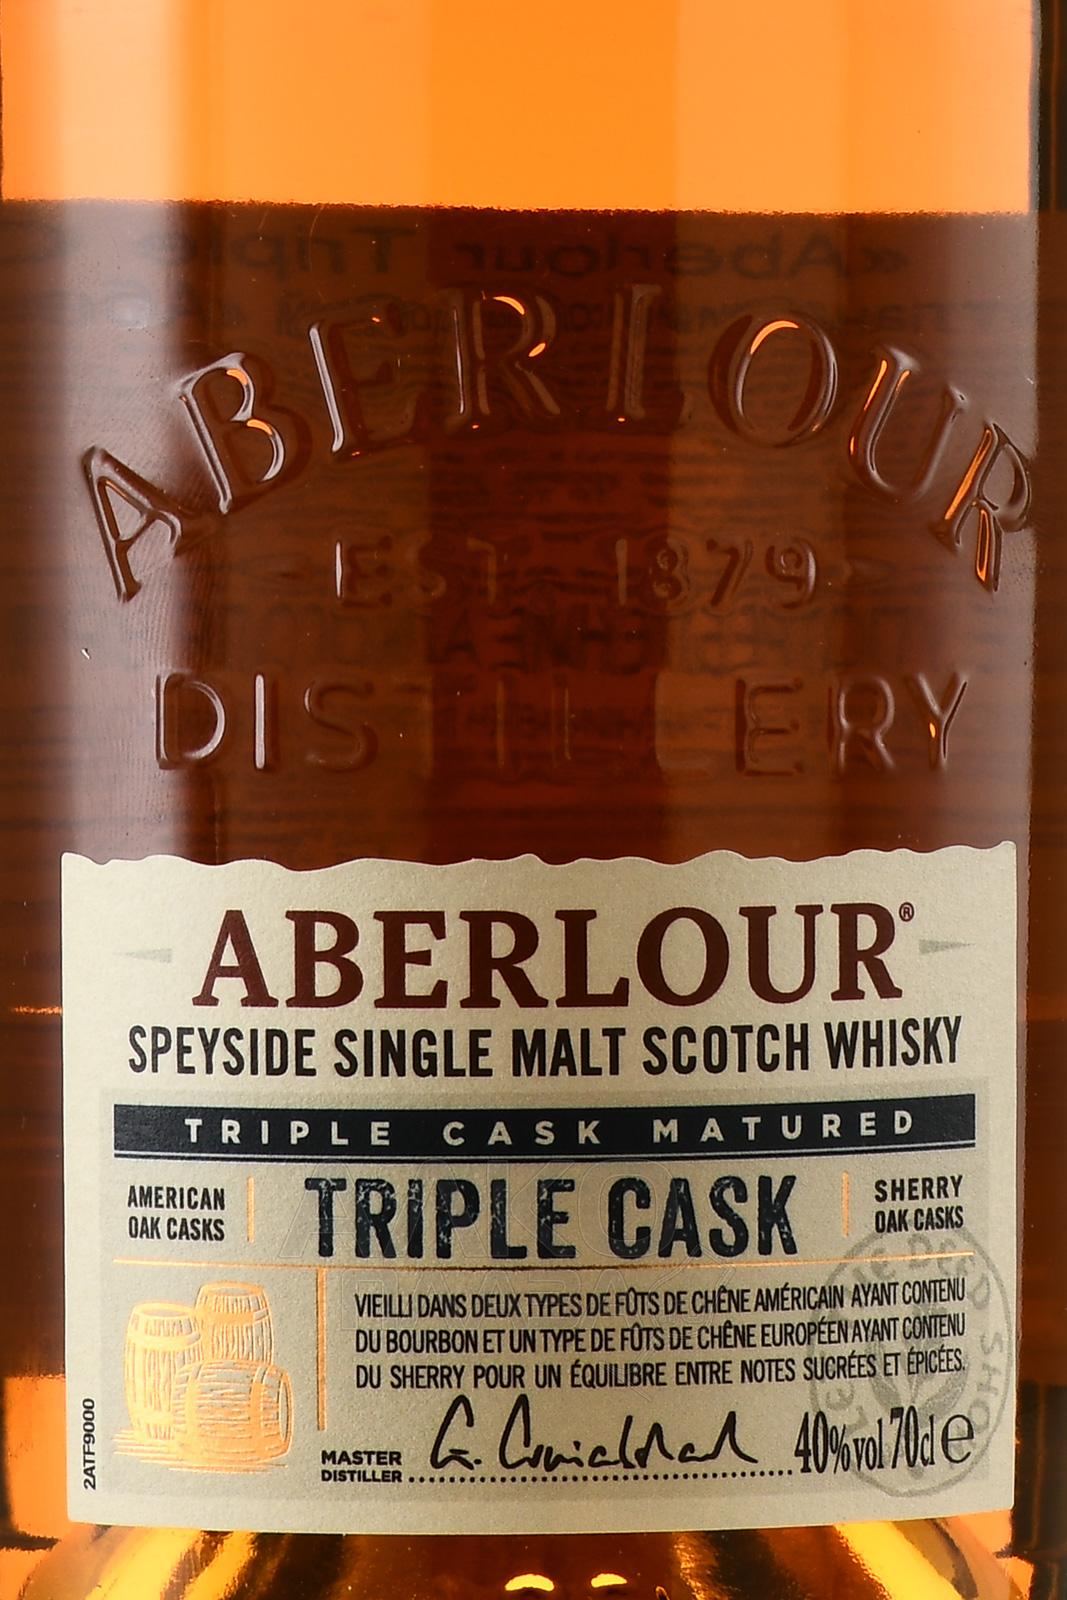 ABERLOUR
EST 1879
DISTILLERY
ABERLOUR®
SPEYSIDE SINGLE MALT SCOTCH WHISKY
TRIPLE CASK MATURED
AMERICAN
OAK CASKS
TRIPLE CASK
SHERRY
OAK CASKS
VIEILLI DANS DEUX TYPES DE FÛTS DE CHÊNE AMÉRICAIN AYANT CONTENU
DU BOURBON ET UN TYPE DE FÛTS DE CHÊNE EUROPÉEN AYANT CONTENU
DU SHERRY POUR UN ÉQUILIBRE ENTRE NOTES SUCRÉES ET ÉPICÉES.
MASTER
DISTILLER
40%vol 70cl ℮
2ATF9000